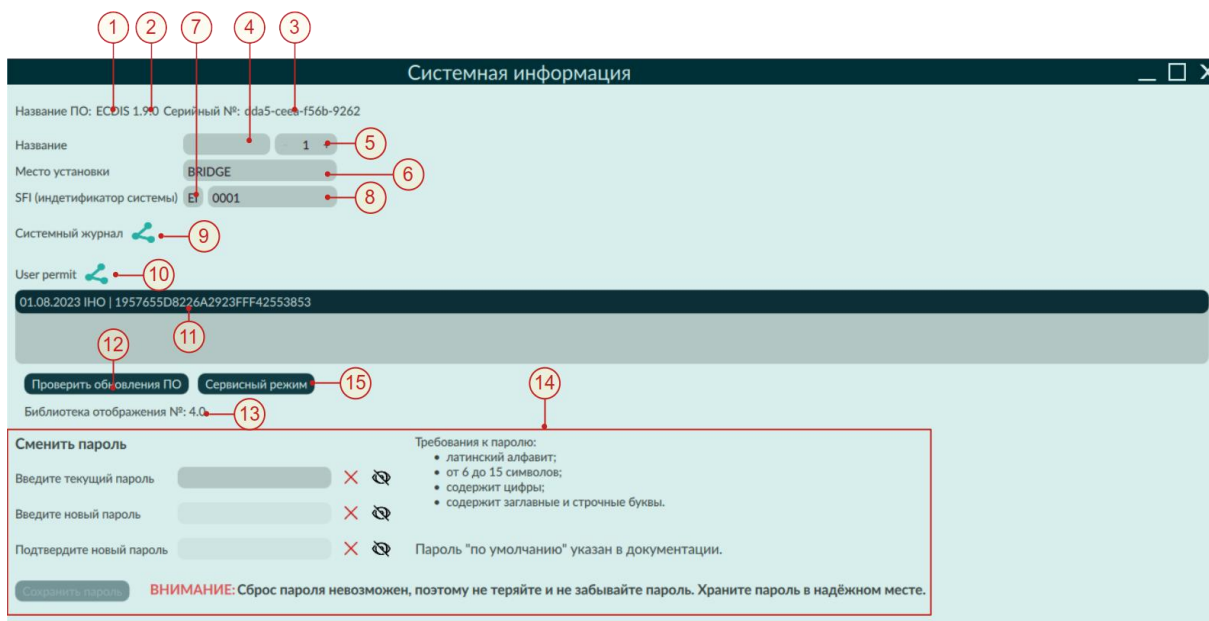 1 2 7 4 3
Системная информация
Название ПО: ECDIS 1.9.0 Серийный №: dda5-ceea-f56b-9262
Название - 1 + 5
Место установки BRIDGE 6
SFI (индетификатор системы) EI 0001 8
Системный журнал 9
User permit 10
01.08.2023 IHO | 1957655D8226A2923FFF42553853
11
12
Проверить обновления ПО Сервисный режим 15 14
Библиотека отображения №: 4.0 13
Сменить пароль
Введите текущий пароль
Введите новый пароль
Подтвердите новый пароль
Требования к паролю:
• латинский алфавит;
• от 6 до 15 символов;
• содержит цифры;
• содержит заглавные и строчные буквы.
Пароль "по умолчанию" указан в документации.
Сохранить пароль ВНИМАНИЕ: Сброс пароля невозможен, поэтому не теряйте и не забывайте пароль. Храните пароль в надёжном месте.